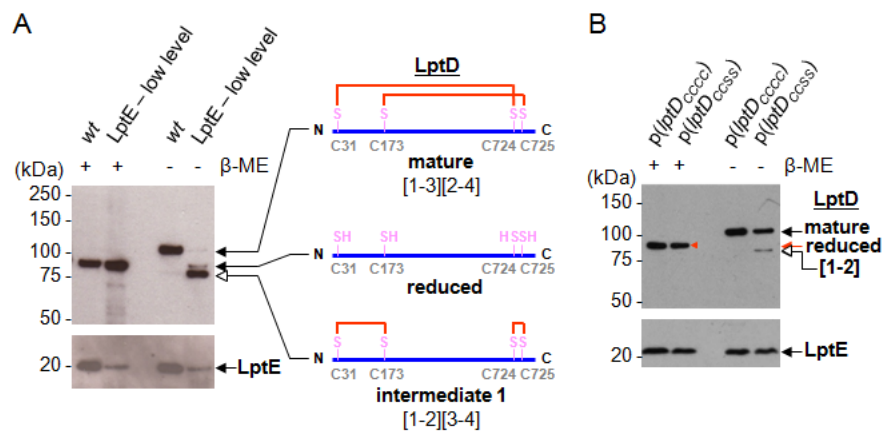 A
wt
LptE – low level
wt
LptE – low level
(kDa) + + - - β-ME
250
150
100
75
50
20
LptE
LptD
S S S S
N C
C31 C173 C724 C725
mature
[1-3][2-4]
SH SH H S SH
N C
C31 C173 C724 C725
reduced
S S S S
N C
C31 C173 C724 C725
intermediate 1
[1-2][3-4]
B
p(lptDCCCC)
p(lptDCCSS)
p(lptDCCCC)
p(lptDCCSS)
(kDa) + + - - β-ME
150
100
75
50
20
LptD
mature
reduced
[1-2]
LptE